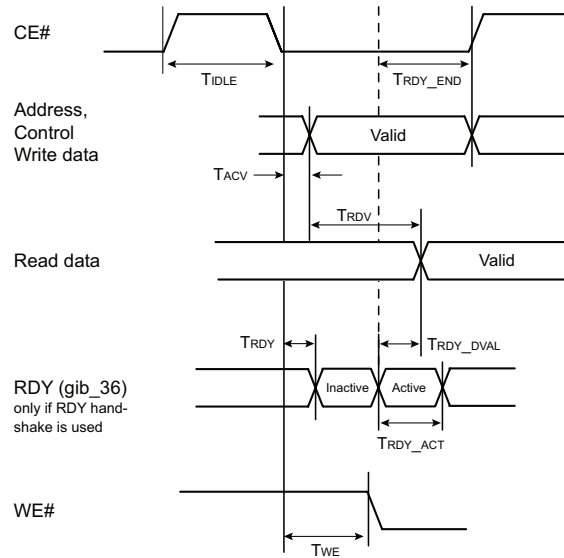 CE#
TIDLE
TRDY_END
Address,
Control
Write data
Valid
TACV
TRDV
Read data
Valid
TRDY
TRDY_DVAL
RDY (gib_36)
only if RDY hand-
shake is used
Inactive
Active
TRDY_ACT
WE#
TWE